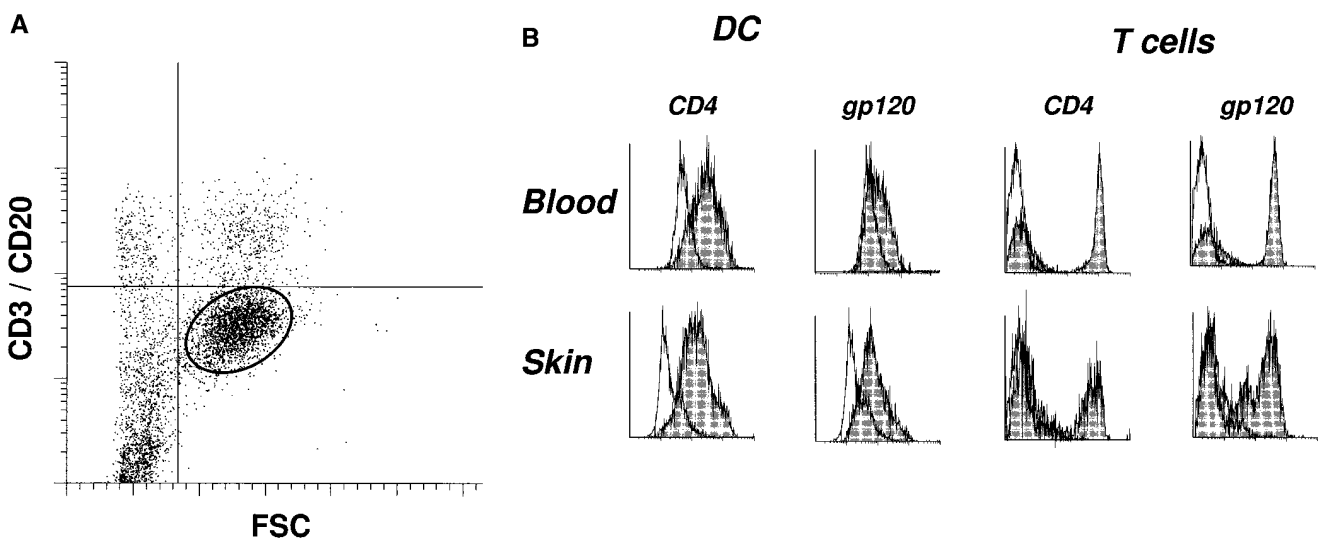 A
CD3 / CD20
FSC
B
DC
T cells
CD4
gp120
CD4
gp120
Blood
Skin